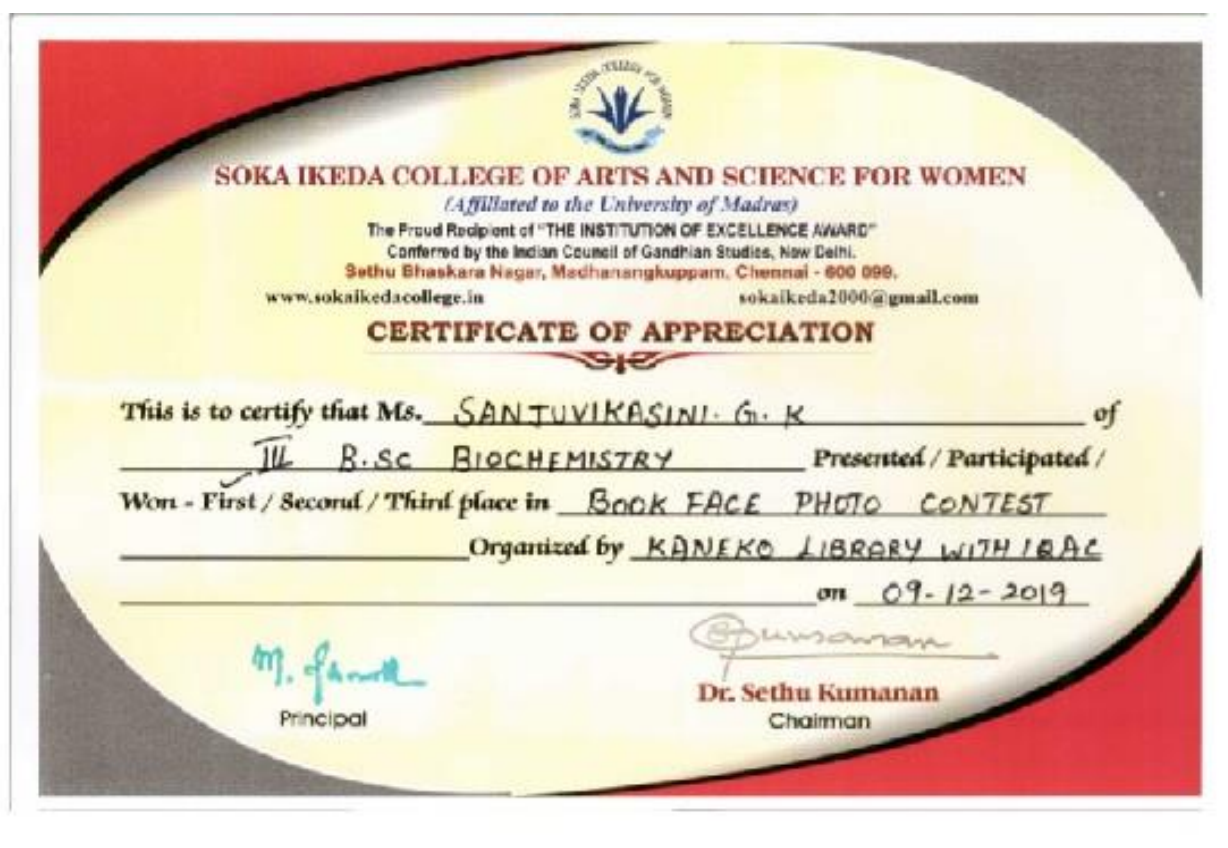 SOKA IKEDA COLLEGE OF ARTS AND SCIENCE FOR WOMEN
(Affiliated to the University of Madras)
The Proud Recipient of "THE INSTITUTION OF EXCELLENCE AWARD"
Conferred by the Indian Council of Gandhian Studies, New Delhi.
Sethu Bhaskara Nagar, Madhanangkuppam, Chennai - 600 099.
www.sokaikedacollege.in sokaikeda2000@gmail.com
CERTIFICATE OF APPRECIATION
This is to certify that Ms. SANJUVIKASINI. G. K of
III B.Sc BIOCHEMISTRY Presented / Participated /
Won - First / Second / Third place in BOOK FACE PHOTO CONTEST
Organized by KANEKO LIBRARY WITH IQAC
on 09-12-2019
Dr. Sethu Kumanan
Principal Chairman